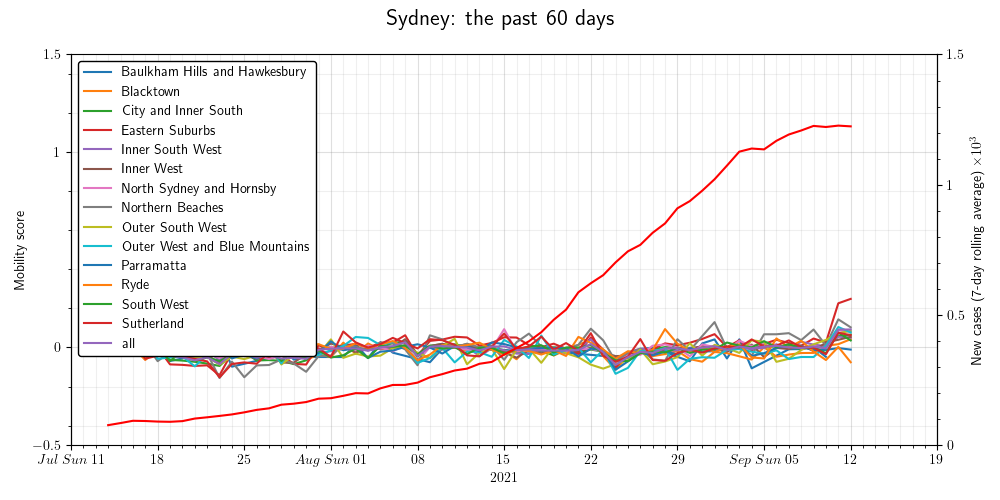 Sydney: the past 60 days
1.5
1
0
−0.5
Mobility score
Baulkham Hills and Hawkesbury
Blacktown
City and Inner South
Eastern Suburbs
Inner South West
Inner West
North Sydney and Hornsby
Northern Beaches
Outer South West
Outer West and Blue Mountains
Parramatta
Ryde
South West
Sutherland
all
1.5
1
0.5
0
New cases (7-day rolling average) ×10³
Jul Sun 11 18 25 Aug Sun 01 08 15 22 29 Sep Sun 05 12 19
2021